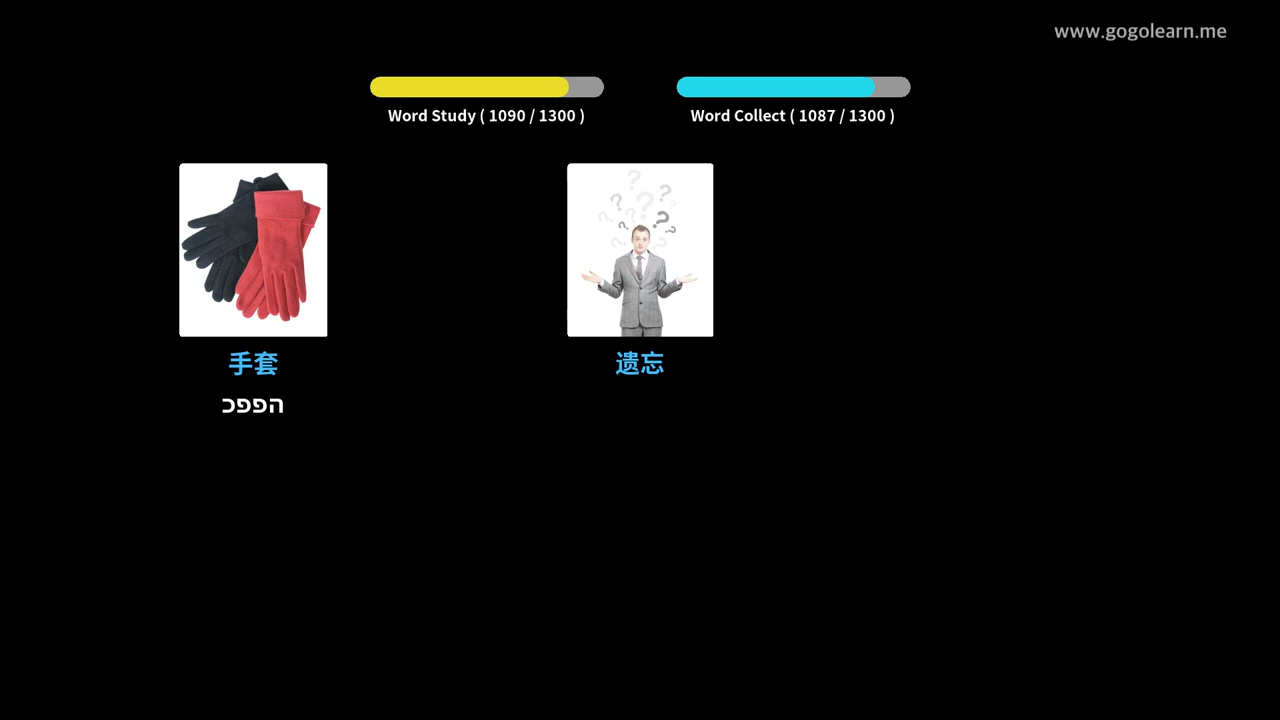 www.gogolearn.me
Word Study ( 1090 / 1300 )
Word Collect ( 1087 / 1300 )
手套
הפפכ
遗忘